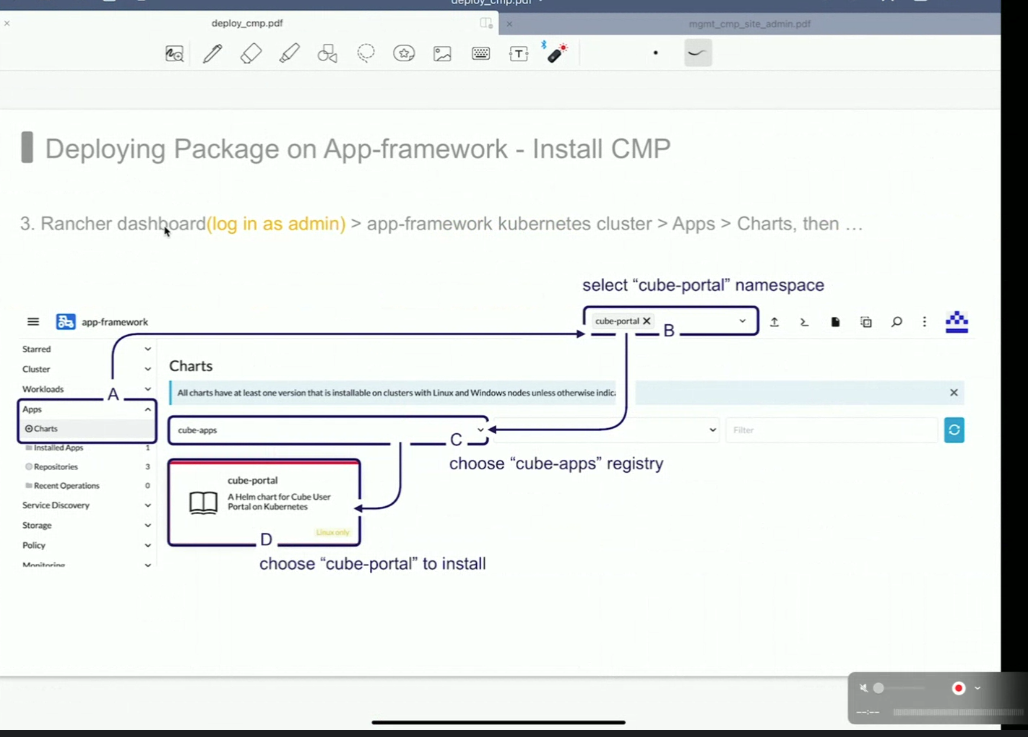 deploy_cmp.pdf
deploy_cmp.pdf
mgmt_cmp_site_admin.pdf
Deploying Package on App-framework - Install CMP
3. Rancher dashboard(log in as admin) > app-framework kubernetes cluster > Apps > Charts, then …
select “cube-portal” namespace
app-framework
cube-portal
B
Starred
Cluster
Workloads
A
Apps
Charts
Installed Apps 1
Repositories 3
Recent Operations 0
Service Discovery
Storage
Policy
Monitoring
Charts
All charts have at least one version that is installable on clusters with Linux and Windows nodes unless otherwise indic
cube-apps
Filter
C
choose “cube-apps” registry
cube-portal
A Helm chart for Cube User
Portal on Kubernetes
Linux only
D
choose “cube-portal” to install
--:--